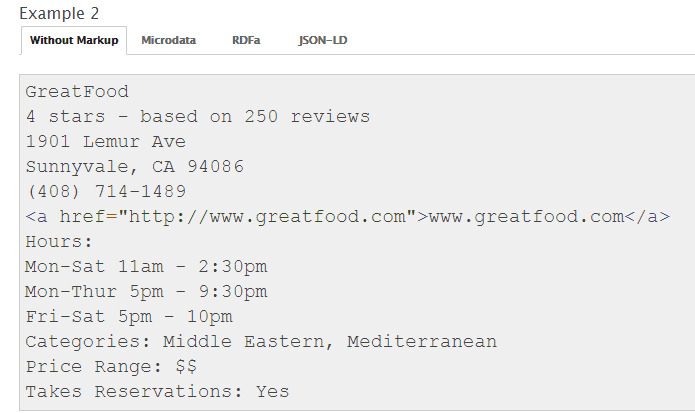 Example 2
Without Markup Microdata RDFa JSON-LD
GreatFood
4 stars - based on 250 reviews
1901 Lemur Ave
Sunnyvale, CA 94086
(408) 714-1489
<a href="http://www.greatfood.com">www.greatfood.com</a>
Hours:
Mon-Sat 11am - 2:30pm
Mon-Thur 5pm - 9:30pm
Fri-Sat 5pm - 10pm
Categories: Middle Eastern, Mediterranean
Price Range: $$
Takes Reservations: Yes